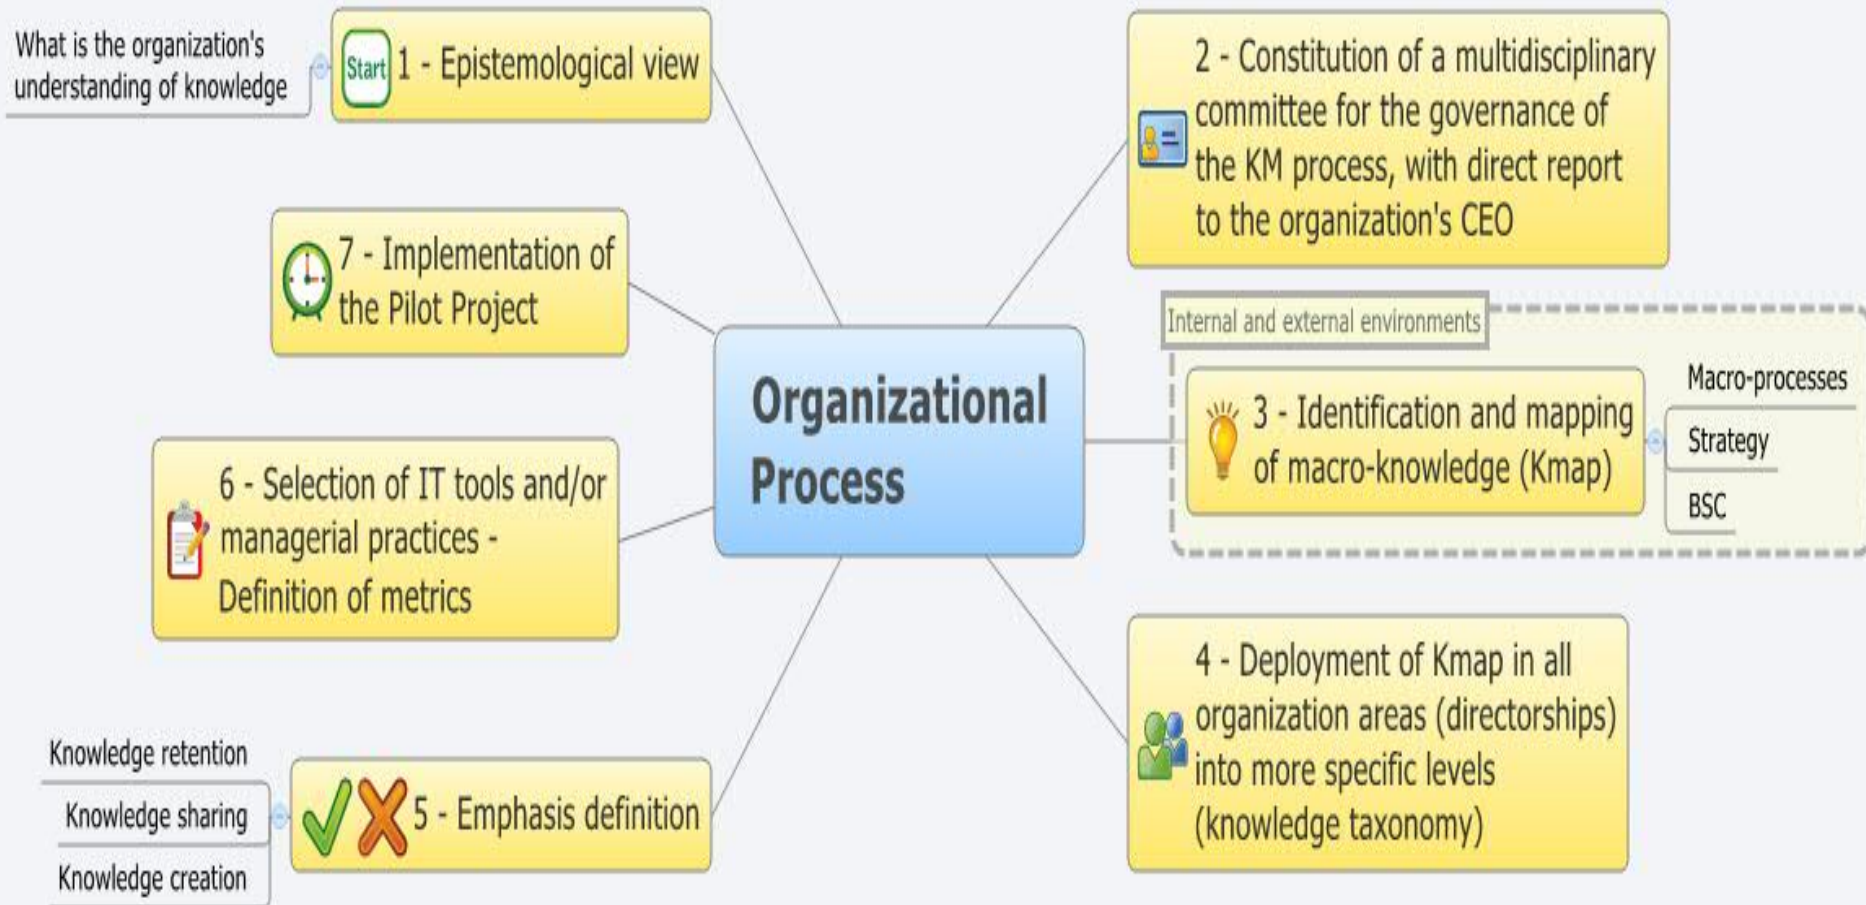 What is the organization's
understanding of knowledge
Start
1 - Epistemological view
2 - Constitution of a multidisciplinary
committee for the governance of
the KM process, with direct report
to the organization's CEO
7 - Implementation of
the Pilot Project
Organizational
Process
Internal and external environments
3 - Identification and mapping
of macro-knowledge (Kmap)
Macro-processes
Strategy
BSC
6 - Selection of IT tools and/or
managerial practices -
Definition of metrics
4 - Deployment of Kmap in all
organization areas (directorships)
into more specific levels
(knowledge taxonomy)
5 - Emphasis definition
Knowledge retention
Knowledge sharing
Knowledge creation